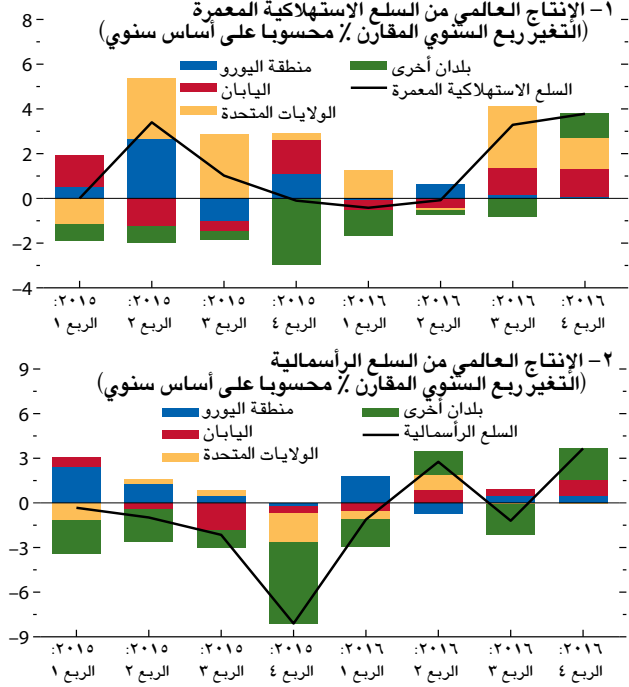 ١– الإنتاج العالمي من السلع الاستهلاكية المعمرة
(التغير ربع السنوي المقارن ٪ محسوبا على أساس سنوي)
منطقة اليورو
اليابان
الولايات المتحدة
بلدان أخرى
السلع الاستهلاكية المعمرة
8
6
4
2
0
–2
–4
٢٠١٥: الربع ١
٢٠١٥: الربع ٢
٢٠١٥: الربع ٣
٢٠١٥: الربع ٤
٢٠١٦: الربع ١
٢٠١٦: الربع ٢
٢٠١٦: الربع ٣
٢٠١٦: الربع ٤
٢– الإنتاج العالمي من السلع الرأسمالية
(التغير ربع السنوي المقارن ٪ محسوبا على أساس سنوي)
منطقة اليورو
اليابان
الولايات المتحدة
بلدان أخرى
السلع الرأسمالية
9
6
3
0
–3
–6
–9
٢٠١٥: الربع ١
٢٠١٥: الربع ٢
٢٠١٥: الربع ٣
٢٠١٥: الربع ٤
٢٠١٦: الربع ١
٢٠١٦: الربع ٢
٢٠١٦: الربع ٣
٢٠١٦: الربع ٤